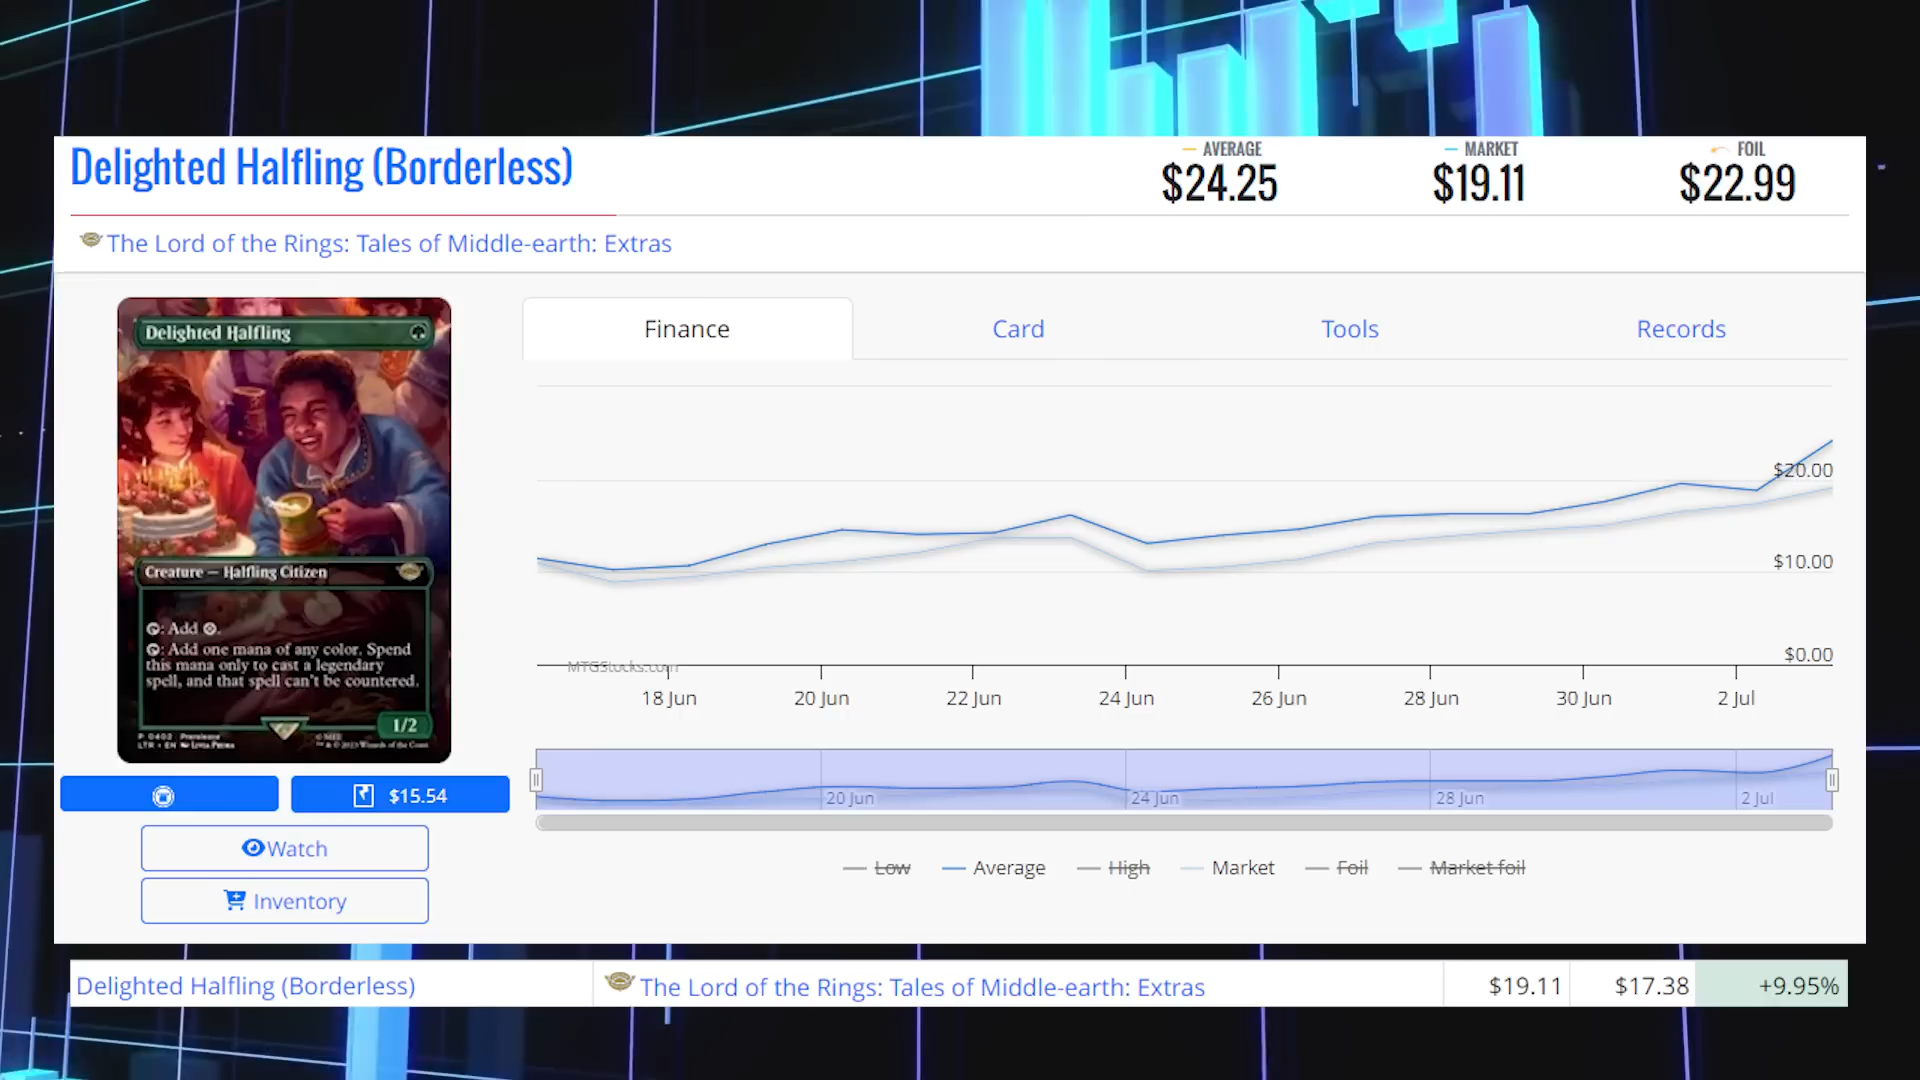 Delighted Halfling (Borderless)
AVERAGE
$24.25
MARKET
$19.11
FOIL
$22.99
The Lord of the Rings: Tales of Middle-earth: Extras
Delighted Halfling
Creature — Halfling Citizen
: Add .
: Add one mana of any color. Spend
this mana only to cast a legendary
spell, and that spell can't be countered.
1/2
P 0402
LTR • EN
$15.54
Watch
Inventory
Finance
Card
Tools
Records
$20.00
$10.00
$0.00
MTGStocks.com
18 Jun
20 Jun
22 Jun
24 Jun
26 Jun
28 Jun
30 Jun
2 Jul
20 Jun
24 Jun
28 Jun
2 Jul
Low
Average
High
Market
Foil
Market foil
Delighted Halfling (Borderless)
The Lord of the Rings: Tales of Middle-earth: Extras
$19.11
$17.38
+9.95%